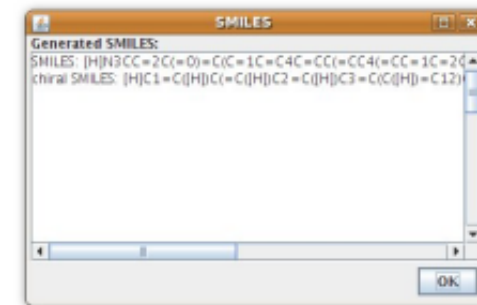 SMILES
Generated SMILES:
SMILES: [H]N3CC=2C(=O)=C(C=1C=C4C=CC(=CC4(=CC=1C=2C
chiral SMILES: [H]C1=C([H])C(=C([H])C2=C([H])C3=C(C([H])=C12)
OK